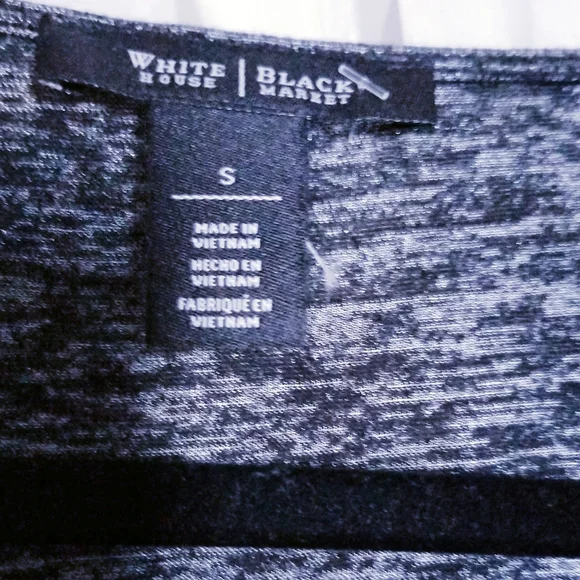 WHITE HOUSE | BLACK MARKET
S
MADE IN
VIETNAM
HECHO EN
VIETNAM
FABRIQUÉ EN
VIETNAM